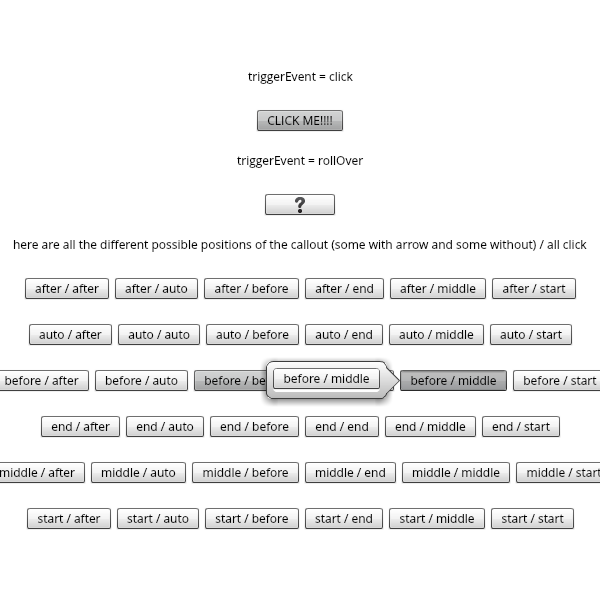 triggerEvent = click
CLICK ME!!!!
triggerEvent = rollOver
?
here are all the different possible positions of the callout (some with arrow and some without) / all click
after / after after / auto after / before after / end after / middle after / start
auto / after auto / auto auto / before auto / end auto / middle auto / start
before / after before / auto before / be before / middle before / middle before / start
end / after end / auto end / before end / end end / middle end / start
middle / after middle / auto middle / before middle / end middle / middle middle / start
start / after start / auto start / before start / end start / middle start / start